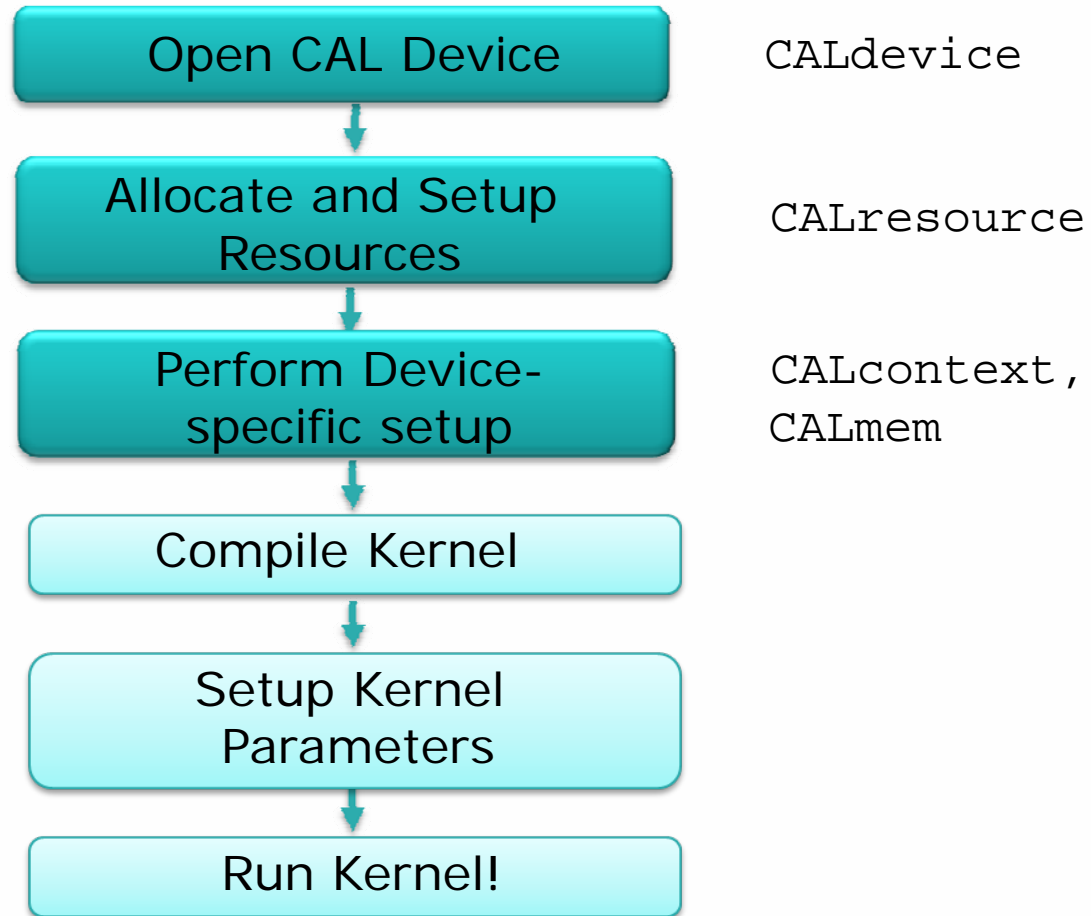 Open CAL Device
CALdevice
Allocate and Setup
Resources
CALresource
Perform Device-
specific setup
CALcontext,
CALmem
Compile Kernel
Setup Kernel
Parameters
Run Kernel!